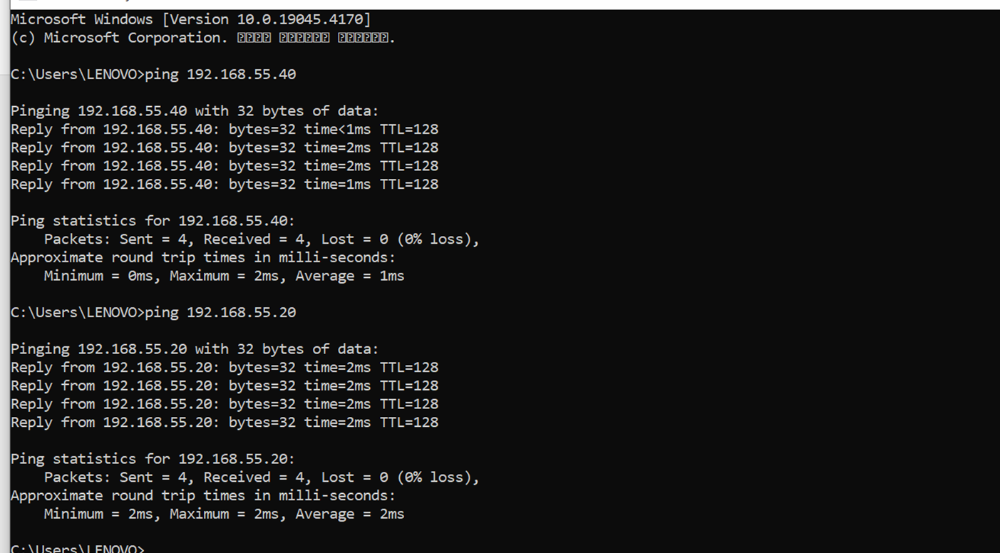 Microsoft Windows [Version 10.0.19045.4170]
(c) Microsoft Corporation.
C:\Users\LENOVO>ping 192.168.55.40
Pinging 192.168.55.40 with 32 bytes of data:
Reply from 192.168.55.40: bytes=32 time<1ms TTL=128
Reply from 192.168.55.40: bytes=32 time=2ms TTL=128
Reply from 192.168.55.40: bytes=32 time=2ms TTL=128
Reply from 192.168.55.40: bytes=32 time=1ms TTL=128
Ping statistics for 192.168.55.40:
    Packets: Sent = 4, Received = 4, Lost = 0 (0% loss),
Approximate round trip times in milli-seconds:
    Minimum = 0ms, Maximum = 2ms, Average = 1ms
C:\Users\LENOVO>ping 192.168.55.20
Pinging 192.168.55.20 with 32 bytes of data:
Reply from 192.168.55.20: bytes=32 time=2ms TTL=128
Reply from 192.168.55.20: bytes=32 time=2ms TTL=128
Reply from 192.168.55.20: bytes=32 time=2ms TTL=128
Reply from 192.168.55.20: bytes=32 time=2ms TTL=128
Ping statistics for 192.168.55.20:
    Packets: Sent = 4, Received = 4, Lost = 0 (0% loss),
Approximate round trip times in milli-seconds:
    Minimum = 2ms, Maximum = 2ms, Average = 2ms
C:\Users\LENOVO>